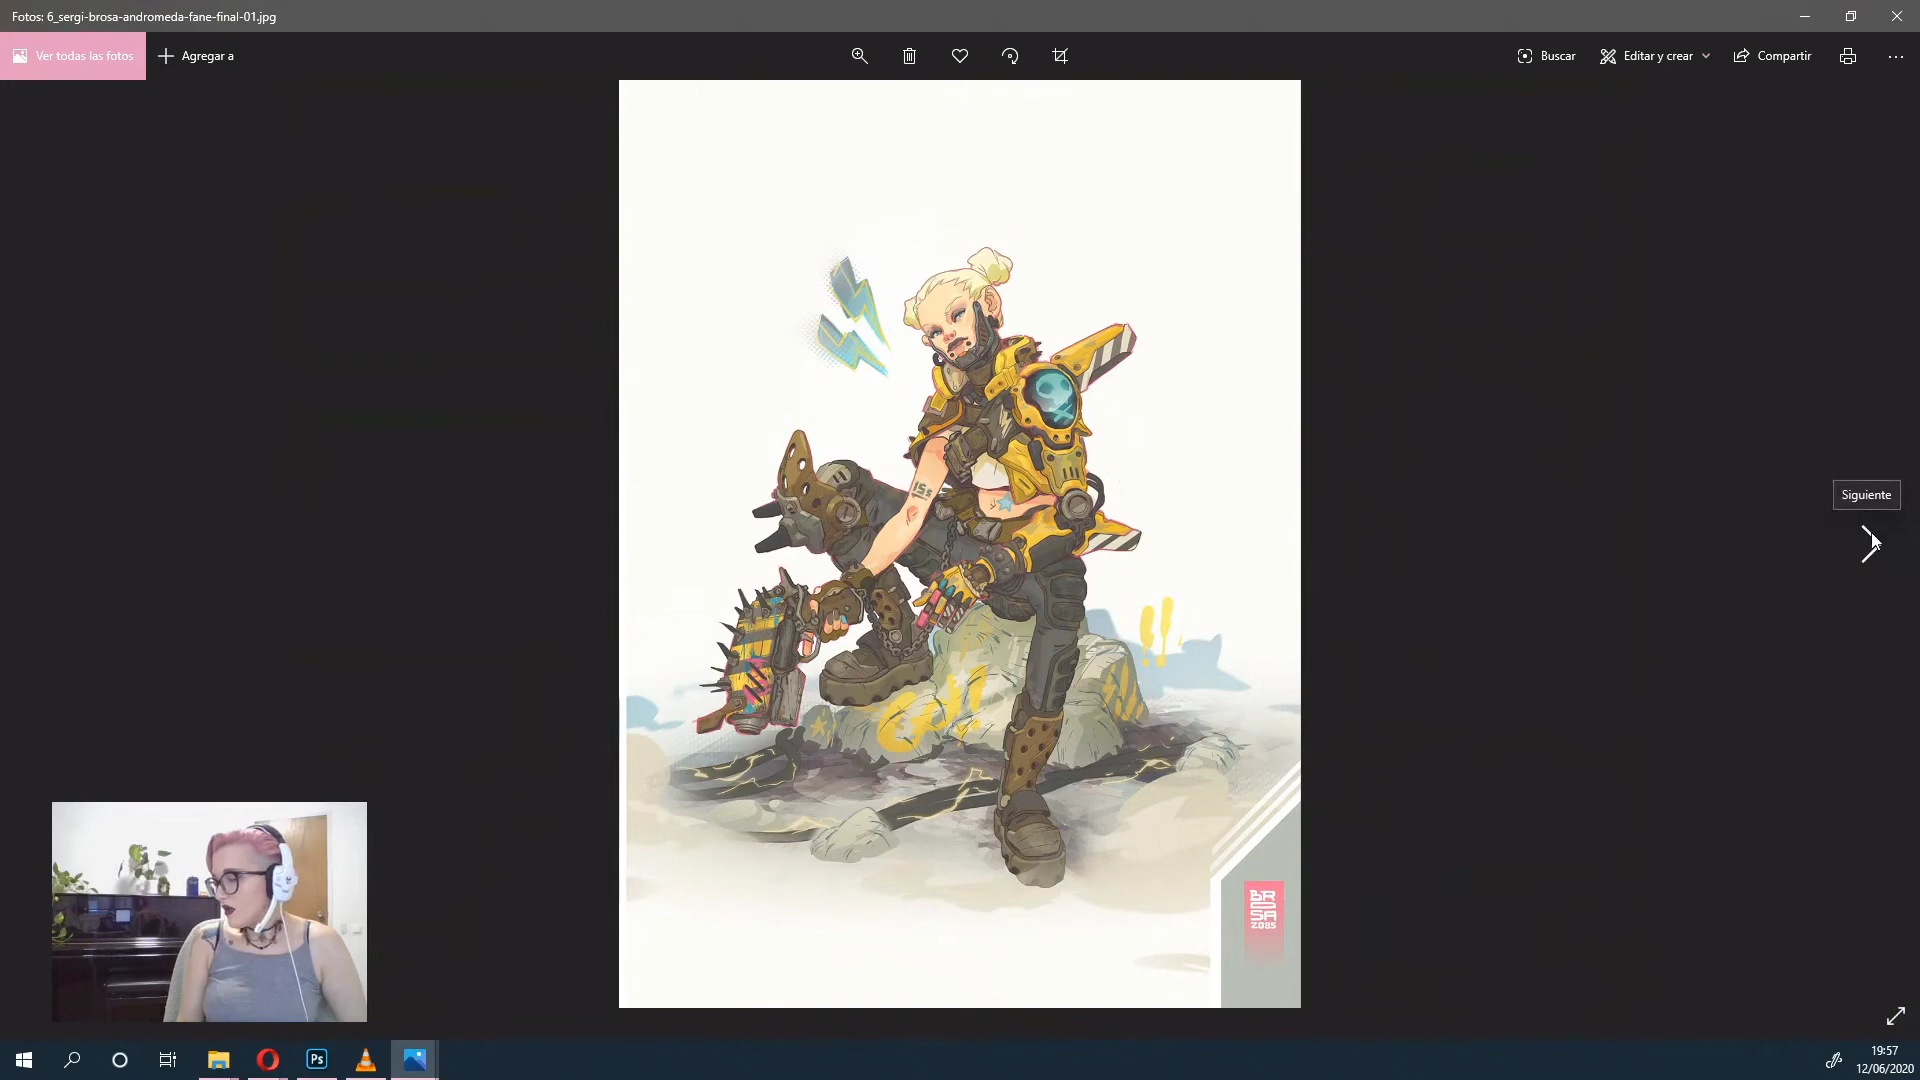 Fotos: 6_sergi-brosa-andromeda-fane-final-01.jpg
Ver todas las fotos
Agregar a
Buscar
Editar y crear
Compartir
Siguiente
BR
SA
2085
Ps
19:57
12/06/2020